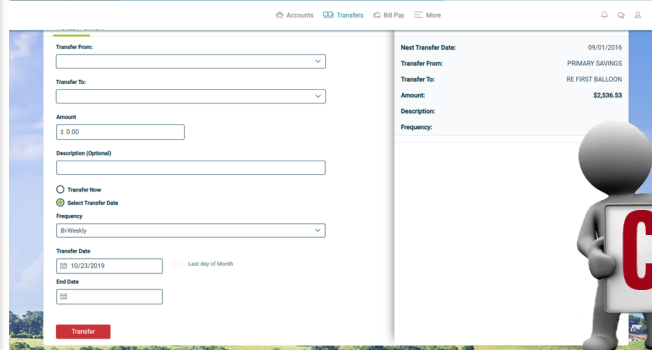 Accounts Transfers Bill Pay More
Transfer From:
Transfer To:
Amount
$ 0.00
Description (Optional)
Transfer Now
Select Transfer Date
Frequency
Bi-Weekly
Transfer Date
10/23/2019 Last day of Month
End Date
Transfer
Next Transfer Date: 09/01/2016
Transfer From: PRIMARY SAVINGS
Transfer To: RE FIRST BALLOON
Amount: $2,536.53
Description:
Frequency:
C